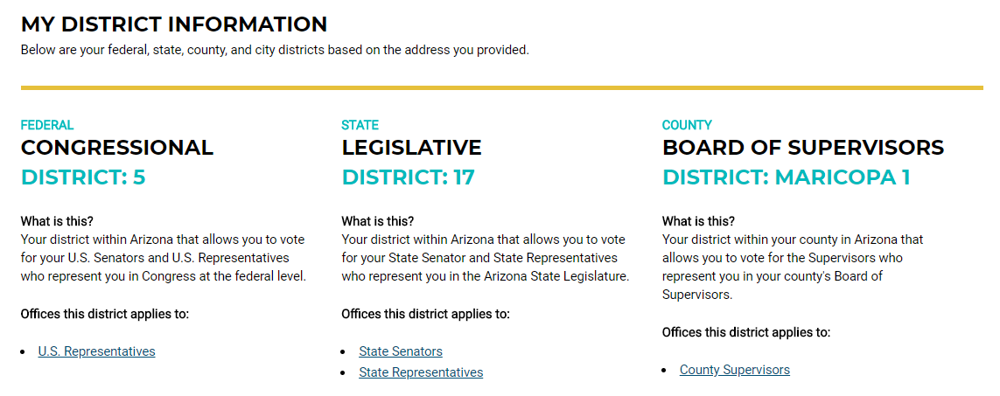 MY DISTRICT INFORMATION
Below are your federal, state, county, and city districts based on the address you provided.
FEDERAL
CONGRESSIONAL
DISTRICT: 5
What is this?
Your district within Arizona that allows you to vote
for your U.S. Senators and U.S. Representatives
who represent you in Congress at the federal level.
Offices this district applies to:
• U.S. Representatives
STATE
LEGISLATIVE
DISTRICT: 17
What is this?
Your district within Arizona that allows you to vote
for your State Senator and State Representatives
who represent you in the Arizona State Legislature.
Offices this district applies to:
• State Senators
• State Representatives
COUNTY
BOARD OF SUPERVISORS
DISTRICT: MARICOPA 1
What is this?
Your district within your county in Arizona that
allows you to vote for the Supervisors who
represent you in your county's Board of
Supervisors.
Offices this district applies to:
• County Supervisors